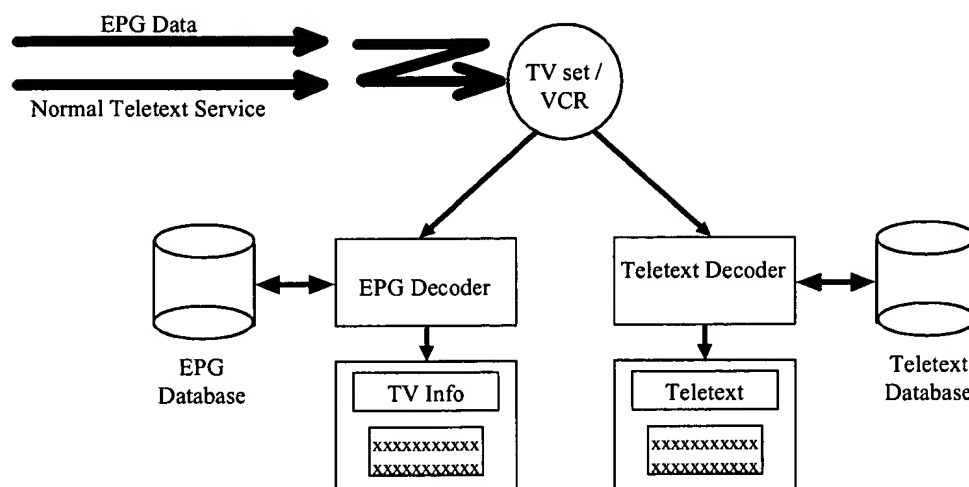 EPG Data
Normal Teletext Service
TV set /
VCR
EPG Decoder
Teletext Decoder
EPG
Database
TV Info
xxxxxxxxxxx
xxxxxxxxxxx
Teletext
xxxxxxxxxxx
xxxxxxxxxxx
Teletext
Database